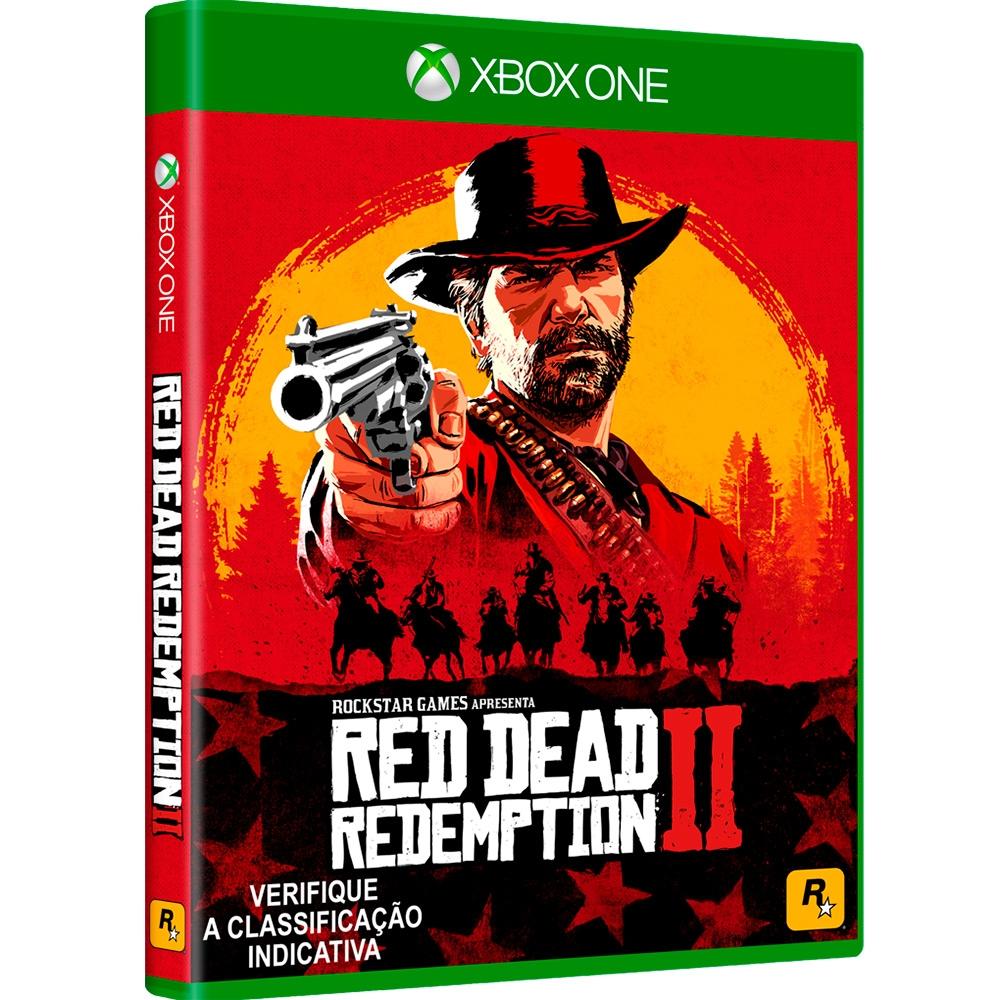 XBOX ONE
XBOX ONE
RED DEAD REDEMPTION II
R
ROCKSTAR GAMES APRESENTA
RED DEAD
REDEMPTION II
VERIFIQUE
A CLASSIFICAÇÃO
INDICATIVA
R